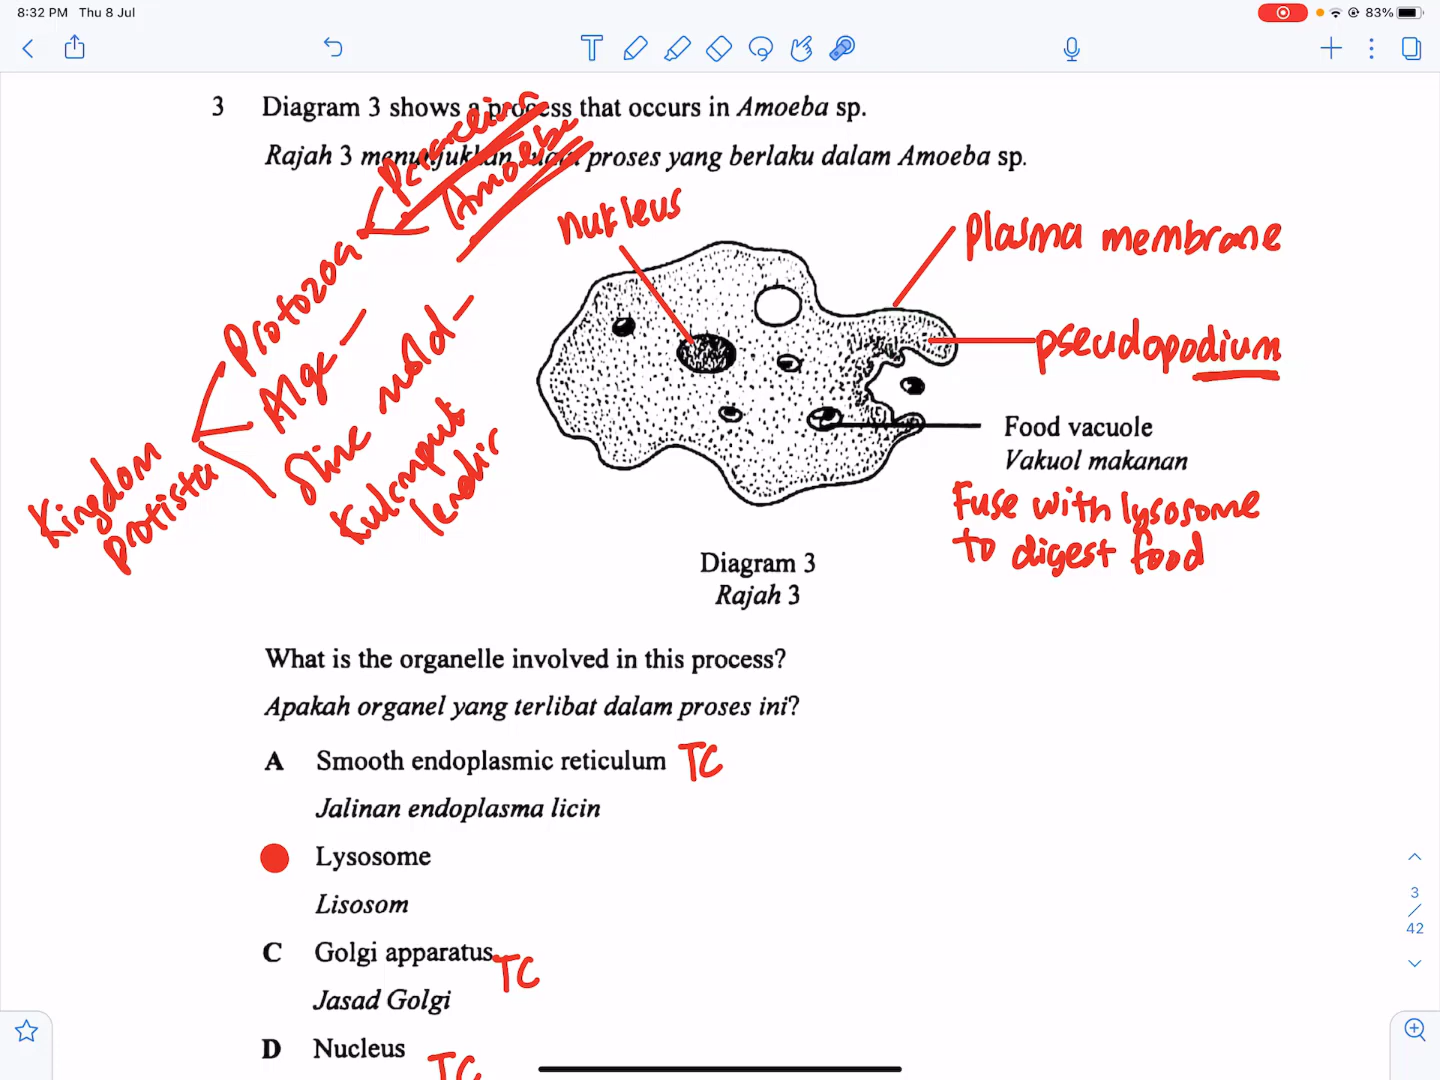 8:32 PM Thu 8 Jul
83%
3 Diagram 3 shows a process that occurs in Amoeba sp.
Rajah 3 menunjukkan suatu proses yang berlaku dalam Amoeba sp.
Amoeba
Protozoa
nucleus
plasma membrane
pseudopodium
Slime mold
Kulampuk
lendir
Kingdom
protista
Food vacuole
Vakuol makanan
Fuse with lysosome
to digest food
Diagram 3
Rajah 3
What is the organelle involved in this process?
Apakah organel yang terlibat dalam proses ini?
A Smooth endoplasmic reticulum TC
Jalinan endoplasma licin
Lysosome
Lisosom
C Golgi apparatus TC
Jasad Golgi
D Nucleus TC
3
/
42